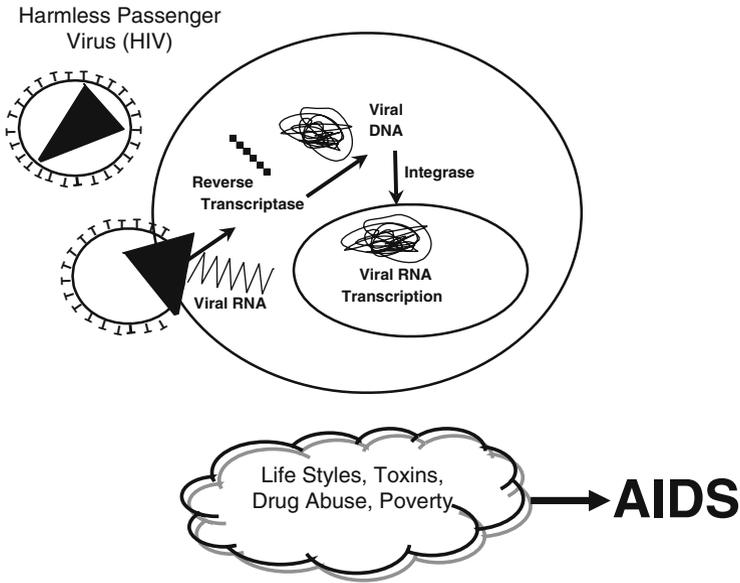 Harmless Passenger
Virus (HIV)
Viral
DNA
Reverse
Transcriptase
Integrase
Viral RNA
Viral RNA
Transcription
Life Styles, Toxins,
Drug Abuse, Poverty
AIDS